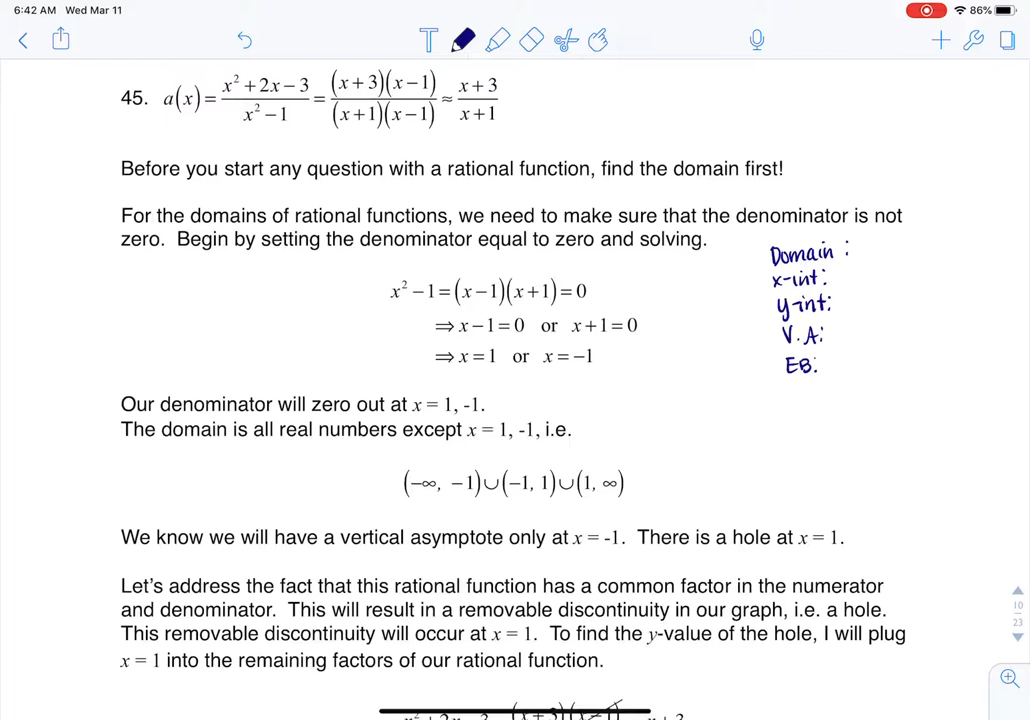 6:42 AM Wed Mar 11
86%
T
45. a(x) = (x² + 2x − 3)/(x² − 1) = ((x + 3)(x − 1))/((x + 1)(x − 1)) ≈ (x + 3)/(x + 1)
Before you start any question with a rational function, find the domain first!
For the domains of rational functions, we need to make sure that the denominator is not
zero. Begin by setting the denominator equal to zero and solving.
Domain :
x-int:
y-int:
V.A:
EB:
x² − 1 = (x − 1)(x + 1) = 0
⇒ x − 1 = 0 or x + 1 = 0
⇒ x = 1 or x = −1
Our denominator will zero out at x = 1, -1.
The domain is all real numbers except x = 1, -1, i.e.
(−∞, −1)∪(−1, 1)∪(1, ∞)
We know we will have a vertical asymptote only at x = -1. There is a hole at x = 1.
Let's address the fact that this rational function has a common factor in the numerator
and denominator. This will result in a removable discontinuity in our graph, i.e. a hole.
This removable discontinuity will occur at x = 1. To find the y-value of the hole, I will plug
x = 1 into the remaining factors of our rational function.
10
23